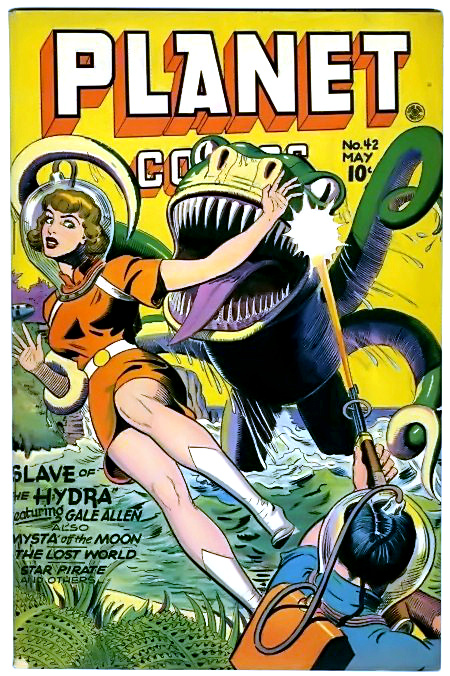 PLANET
COMICS
No. 42
MAY
10¢
SLAVE OF
THE HYDRA"
Featuring GALE ALLEN
ALSO
MYSTA of the MOON
THE LOST WORLD
STAR PIRATE
AND OTHERS